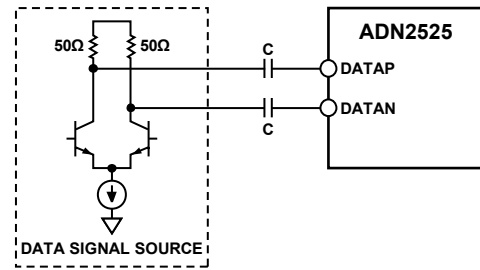 50Ω 50Ω
ADN2525
C
DATAP
DATAN
C
DATA SIGNAL SOURCE